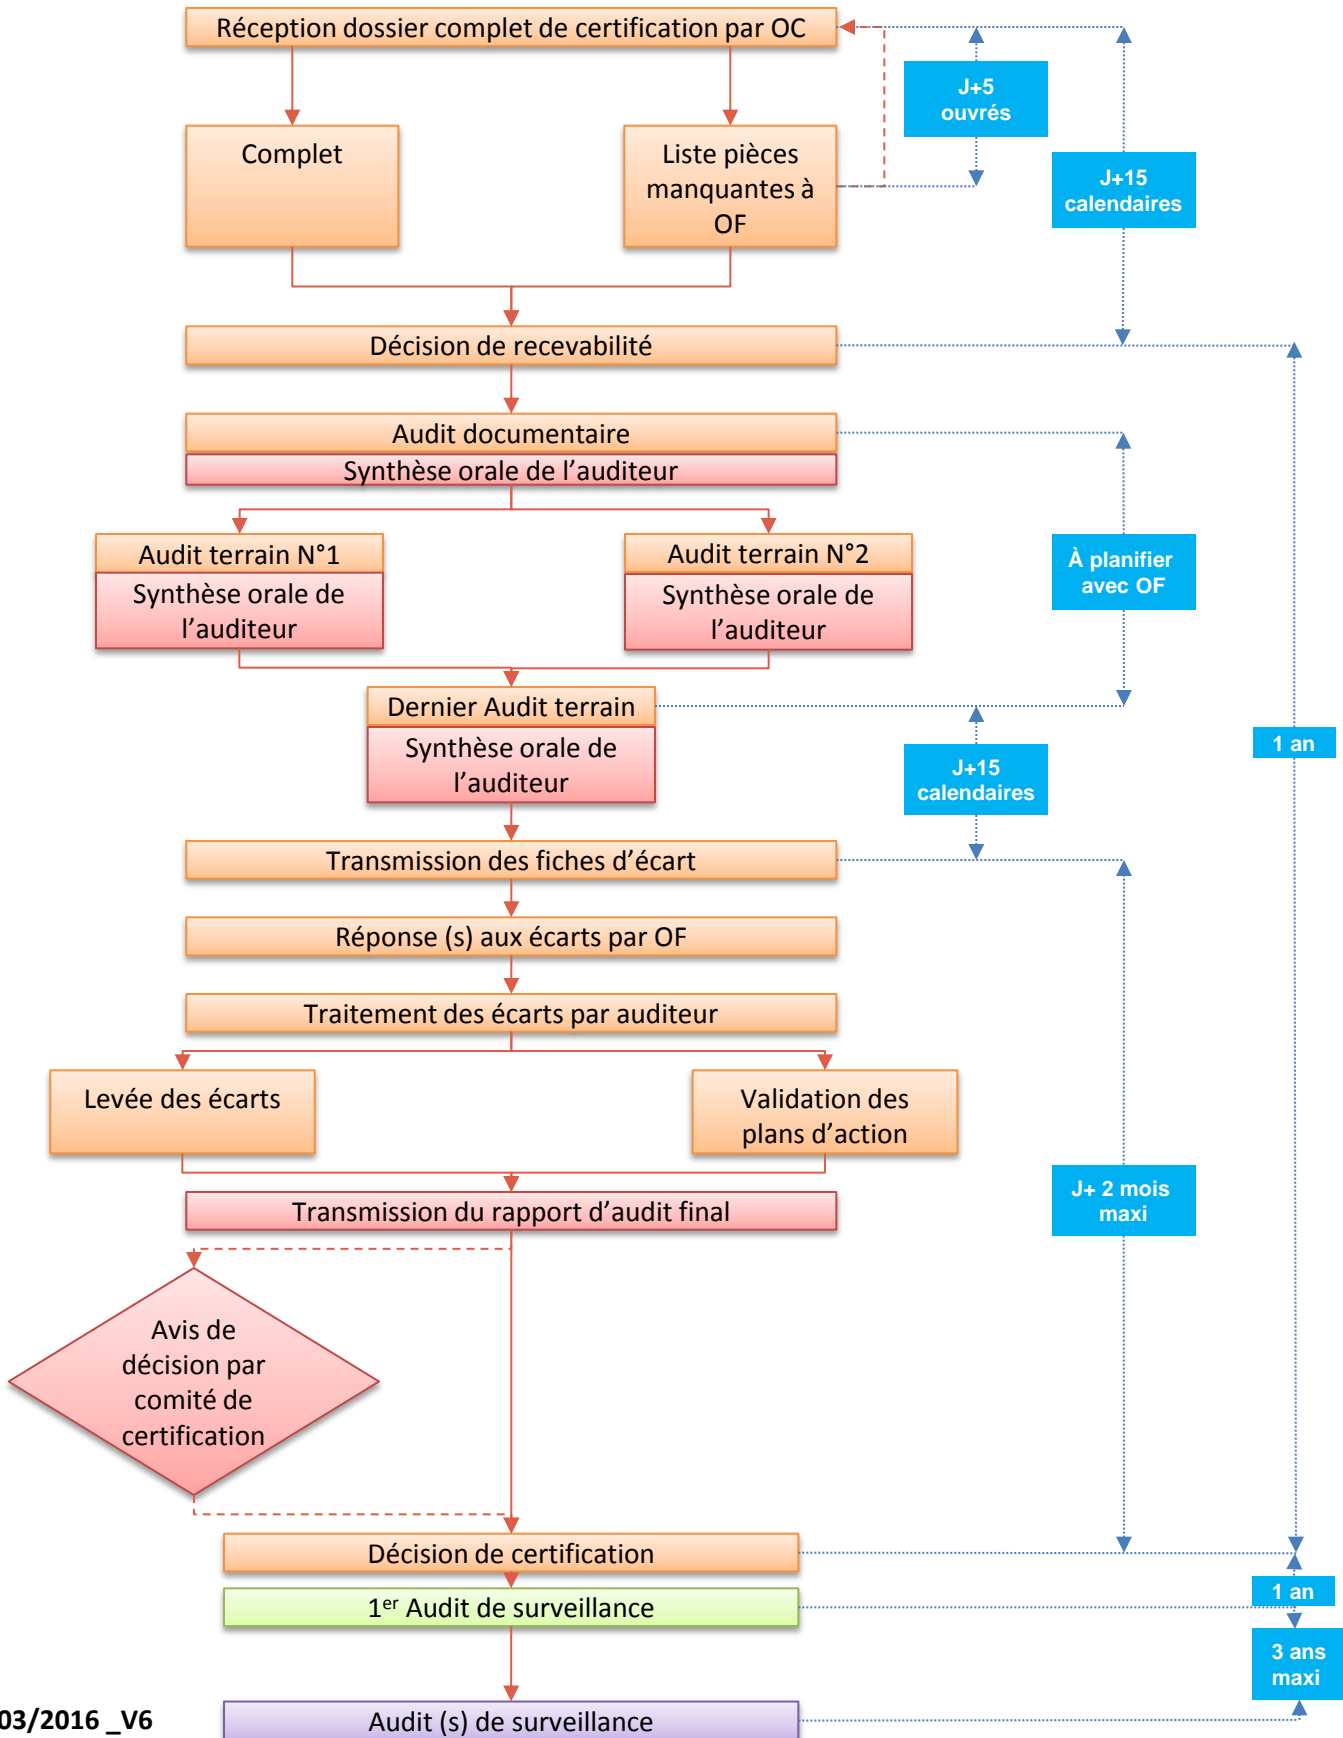 Réception dossier complet de certification par OC
J+5
ouvrés
Complet
Liste pièces
manquantes à
OF
J+15
calendaires
Décision de recevabilité
Audit documentaire
Synthèse orale de l'auditeur
Audit terrain N°1
Synthèse orale de
l'auditeur
Audit terrain N°2
Synthèse orale de
l'auditeur
À planifier
avec OF
Dernier Audit terrain
Synthèse orale de
l'auditeur
J+15
calendaires
1 an
Transmission des fiches d'écart
Réponse (s) aux écarts par OF
Traitement des écarts par auditeur
Levée des écarts
Validation des
plans d'action
J+ 2 mois
maxi
Transmission du rapport d'audit final
Avis de
décision par
comité de
certification
Décision de certification
1er Audit de surveillance
1 an
3 ans
maxi
03/2016 _V6
Audit (s) de surveillance